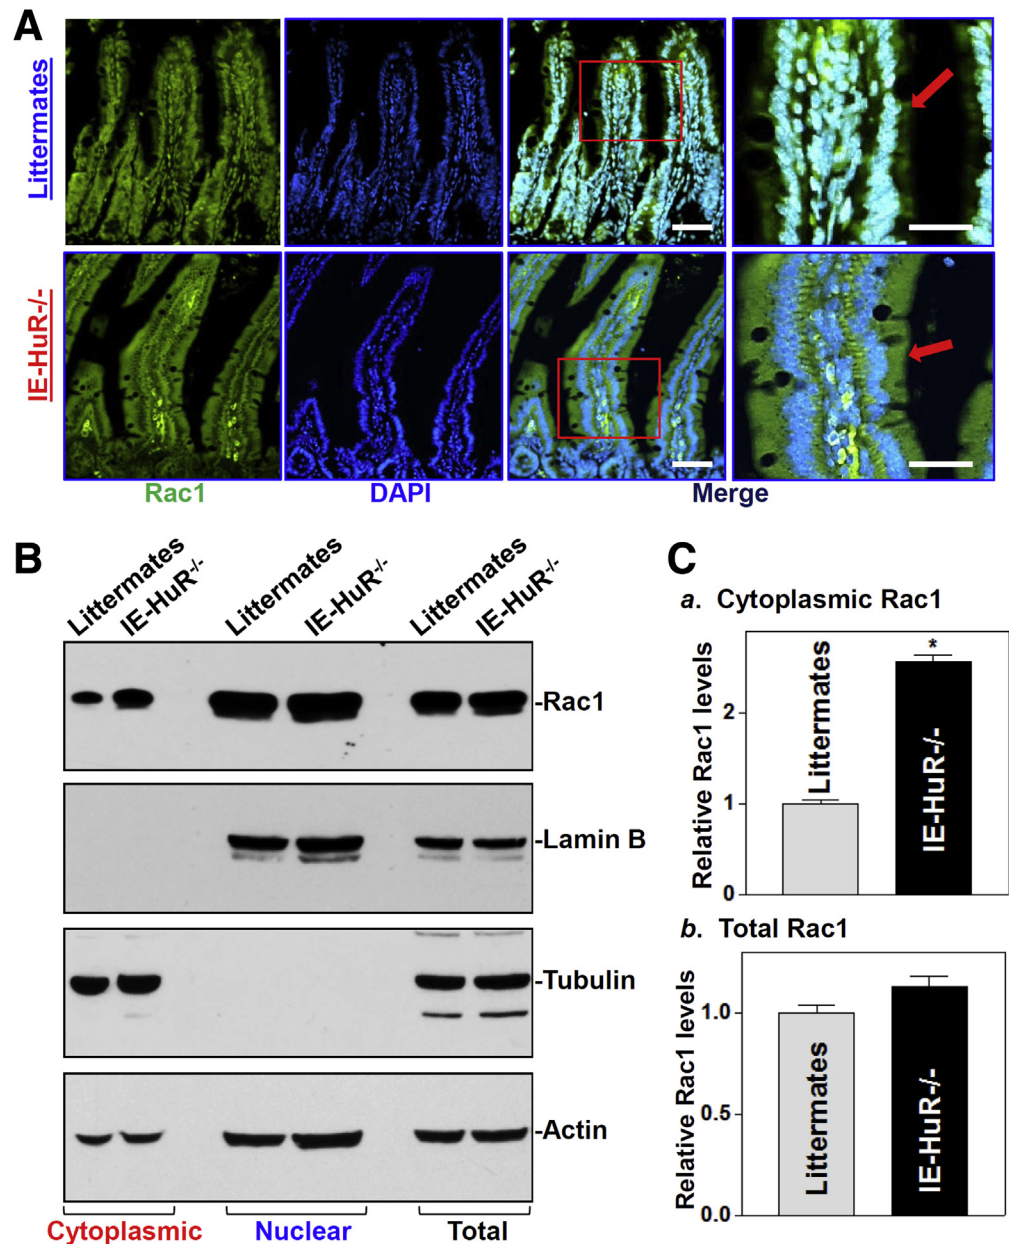 A
Littermates
IE-HuR-/-
Rac1
DAPI
Merge
B
Littermates
IE-HuR-/-
Littermates
IE-HuR-/-
Littermates
IE-HuR-/-
-Rac1
-Lamin B
-Tubulin
-Actin
Cytoplasmic
Nuclear
Total
C
a. Cytoplasmic Rac1
Relative Rac1 levels
2
1
0
Littermates
*
IE-HuR-/-
b. Total Rac1
Relative Rac1 levels
1.0
0.5
0.0
Littermates
IE-HuR-/-